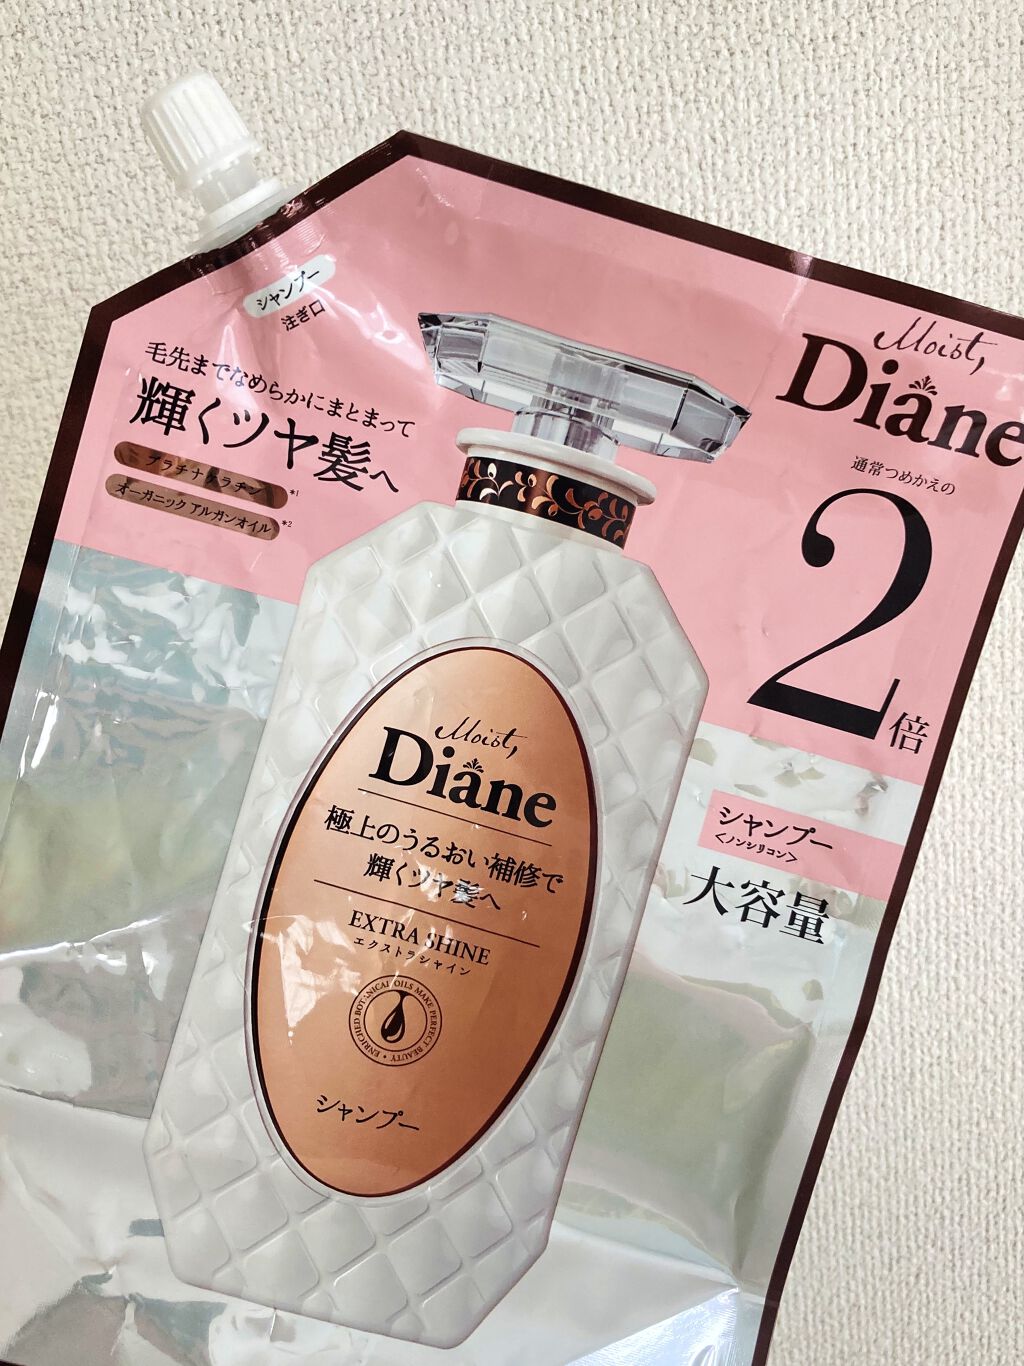 シャンプー
注ぎ口
毛先までなめらかにまとまって
輝くツヤ髪へ
プラチナケラチン *1
オーガニック アルガンオイル *2
Moist,
Diane
通常つめかえの
2倍
シャンプー
<ノンシリコン>
大容量
Moist,
Diane
極上のうるおい補修で
輝くツヤ髪へ
EXTRA SHINE
エクストラシャイン
ENRICHED BOTANICAL OILS MAKE PERFECT BEAUTY •
シャンプー